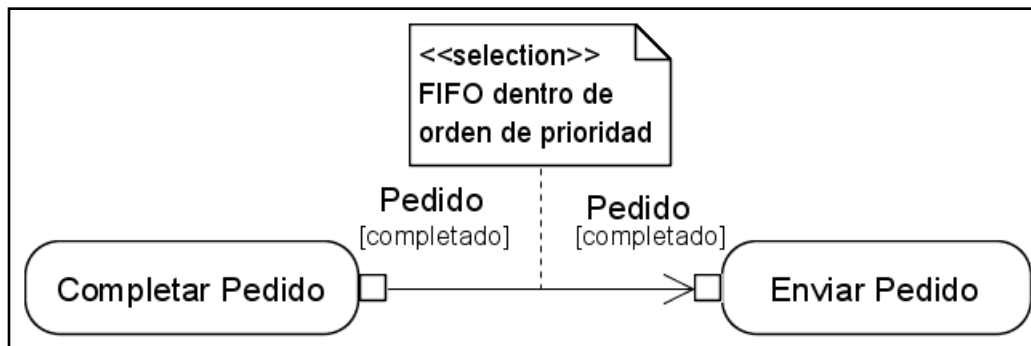 <<selection>>
FIFO dentro de
orden de prioridad
Pedido
[completado]
Pedido
[completado]
Completar Pedido
Enviar Pedido